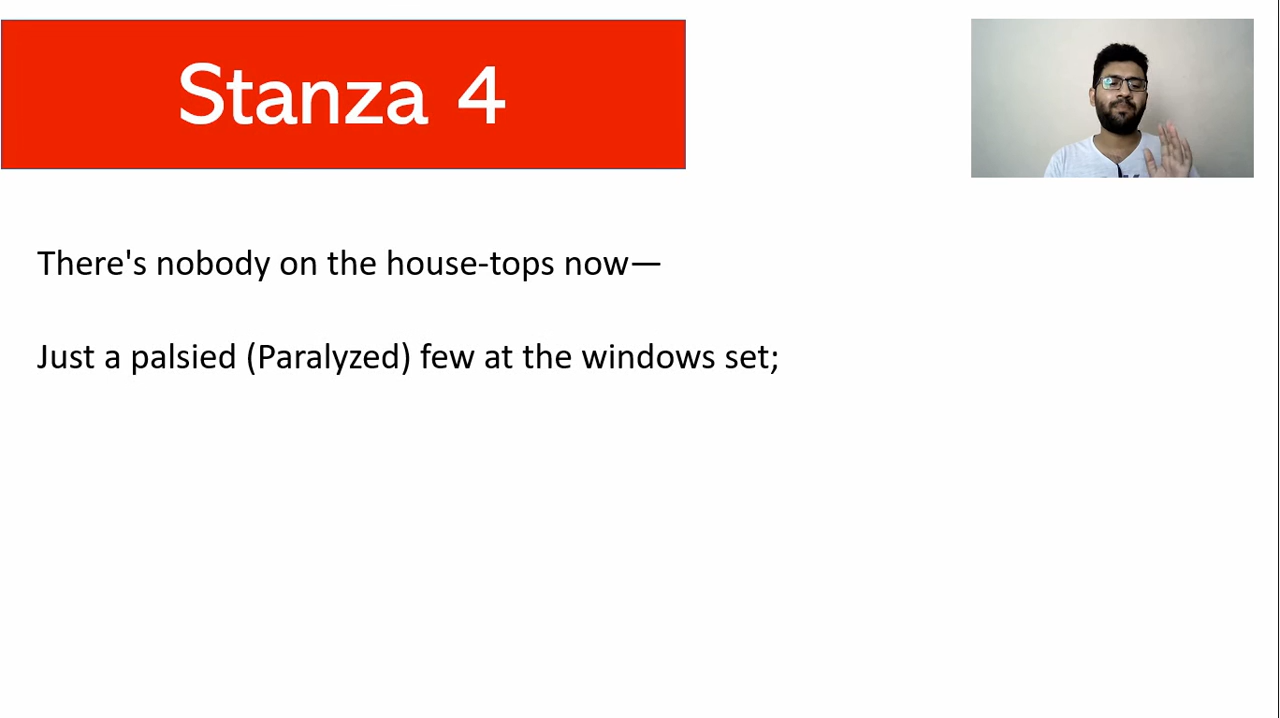 Stanza 4
There's nobody on the house-tops now—
Just a palsied (Paralyzed) few at the windows set;